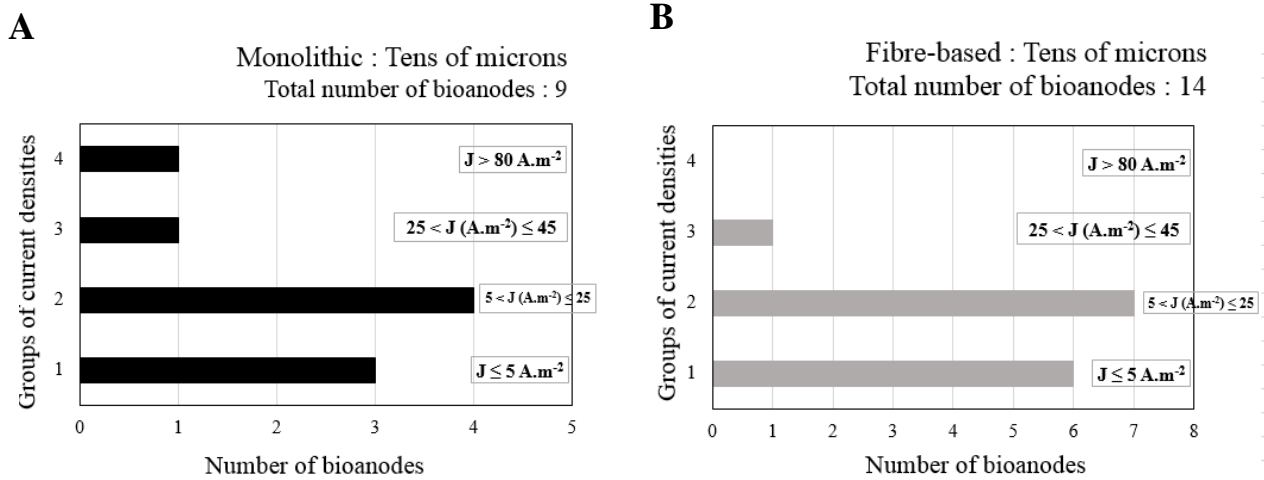 A
Monolithic : Tens of microns
Total number of bioanodes : 9
Groups of current densities
4
J > 80 A.m⁻²
3
25 < J (A.m⁻²) ≤ 45
2
5 < J (A.m⁻²) ≤ 25
1
J ≤ 5 A.m⁻²
0 1 2 3 4 5
Number of bioanodes
B
Fibre-based : Tens of microns
Total number of bioanodes : 14
Groups of current densities
4
J > 80 A.m⁻²
3
25 < J (A.m⁻²) ≤ 45
2
5 < J (A.m⁻²) ≤ 25
1
J ≤ 5 A.m⁻²
0 1 2 3 4 5 6 7 8
Number of bioanodes